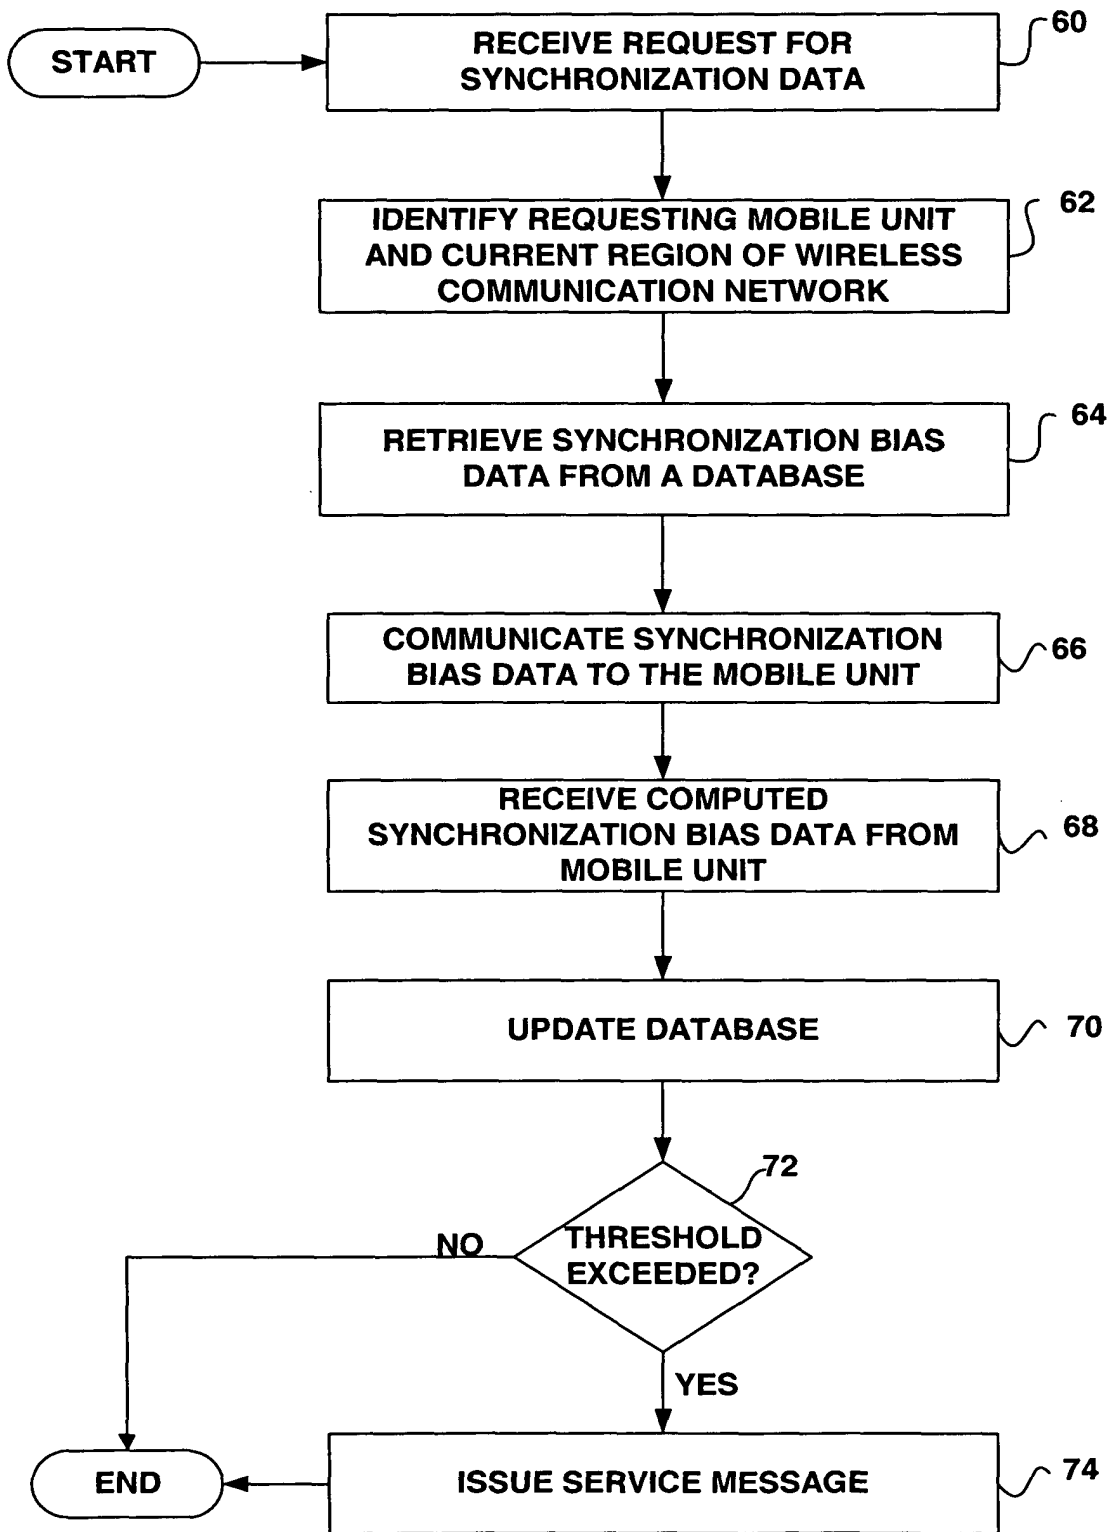 START
RECEIVE REQUEST FOR
SYNCHRONIZATION DATA
60
IDENTIFY REQUESTING MOBILE UNIT
AND CURRENT REGION OF WIRELESS
COMMUNICATION NETWORK
62
RETRIEVE SYNCHRONIZATION BIAS
DATA FROM A DATABASE
64
COMMUNICATE SYNCHRONIZATION
BIAS DATA TO THE MOBILE UNIT
66
RECEIVE COMPUTED
SYNCHRONIZATION BIAS DATA FROM
MOBILE UNIT
68
UPDATE DATABASE
70
72
THRESHOLD
EXCEEDED?
NO
YES
END
ISSUE SERVICE MESSAGE
74